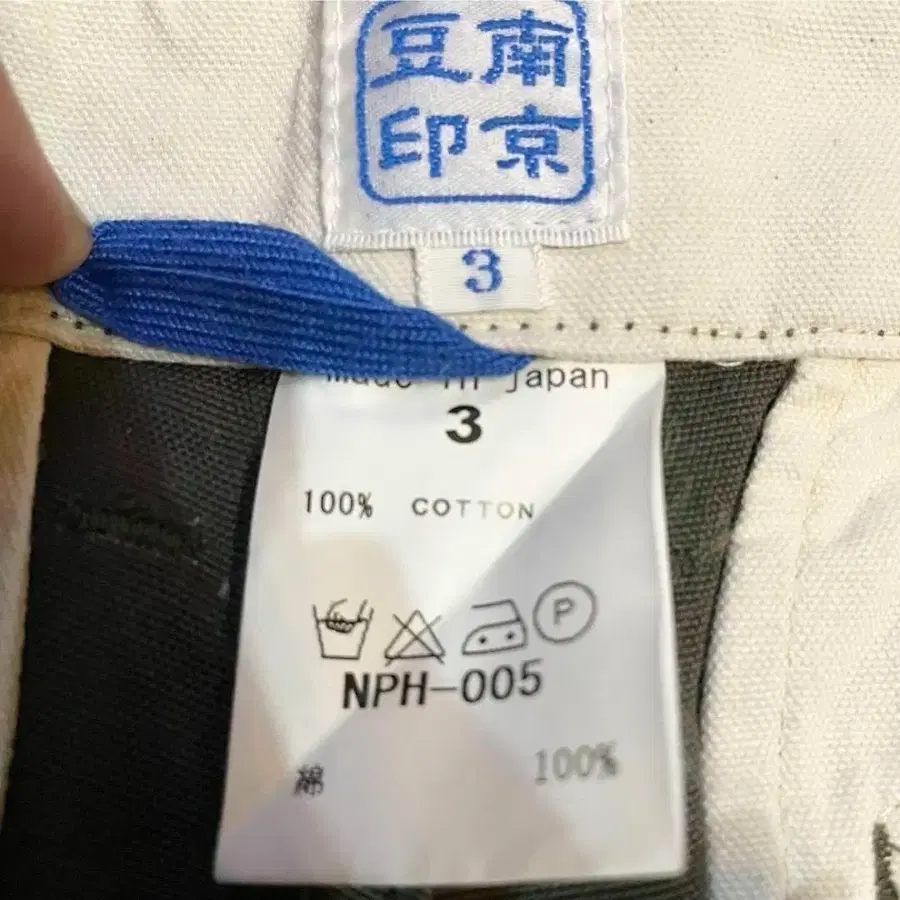 南京
豆印
3
Made in Japan
3
100% COTTON
P
NPH-005
綿 100%